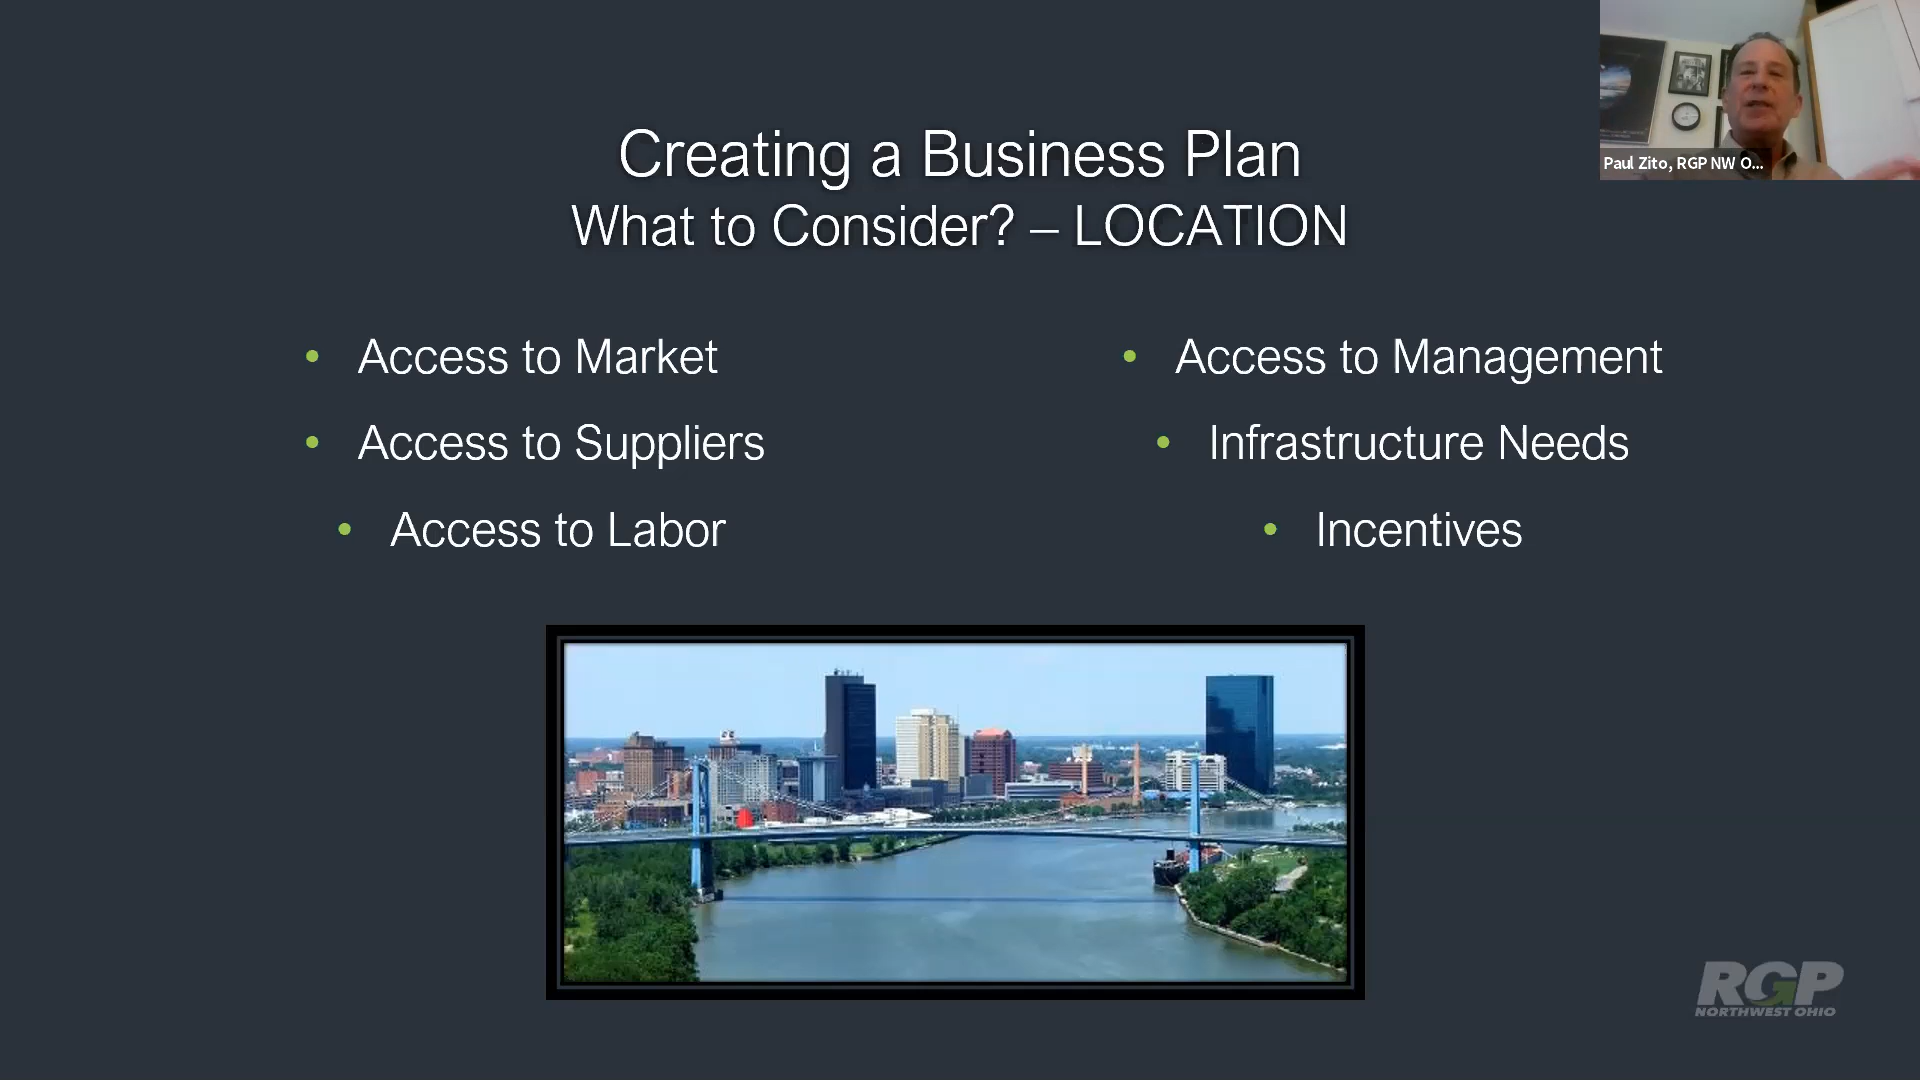 Creating a Business Plan
What to Consider? – LOCATION
Paul Zito, RGP NW O...
• Access to Market
• Access to Suppliers
• Access to Labor
• Access to Management
• Infrastructure Needs
• Incentives
RGP
NORTHWEST OHIO